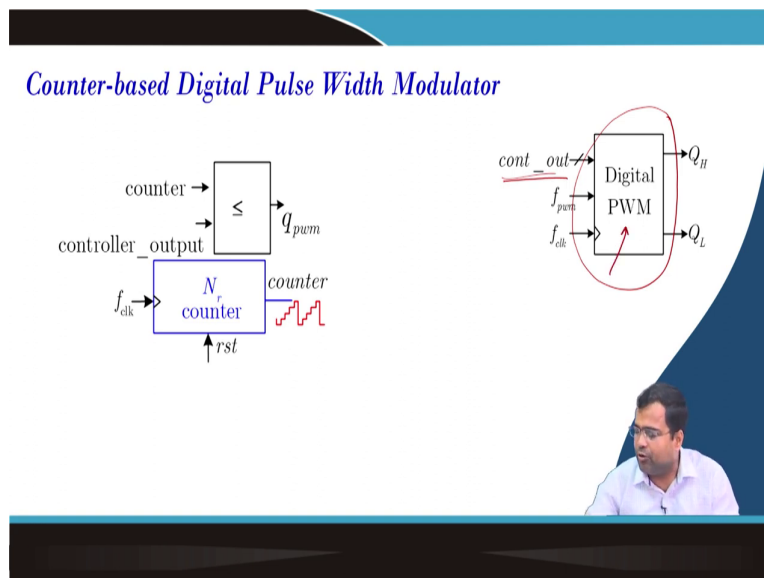 Counter-based Digital Pulse Width Modulator
counter
≤
q_pwm
controller_output
f_clk
N_r
counter
counter
rst
cont_out
f_pwm
f_clk
Digital
PWM
Q_H
Q_L